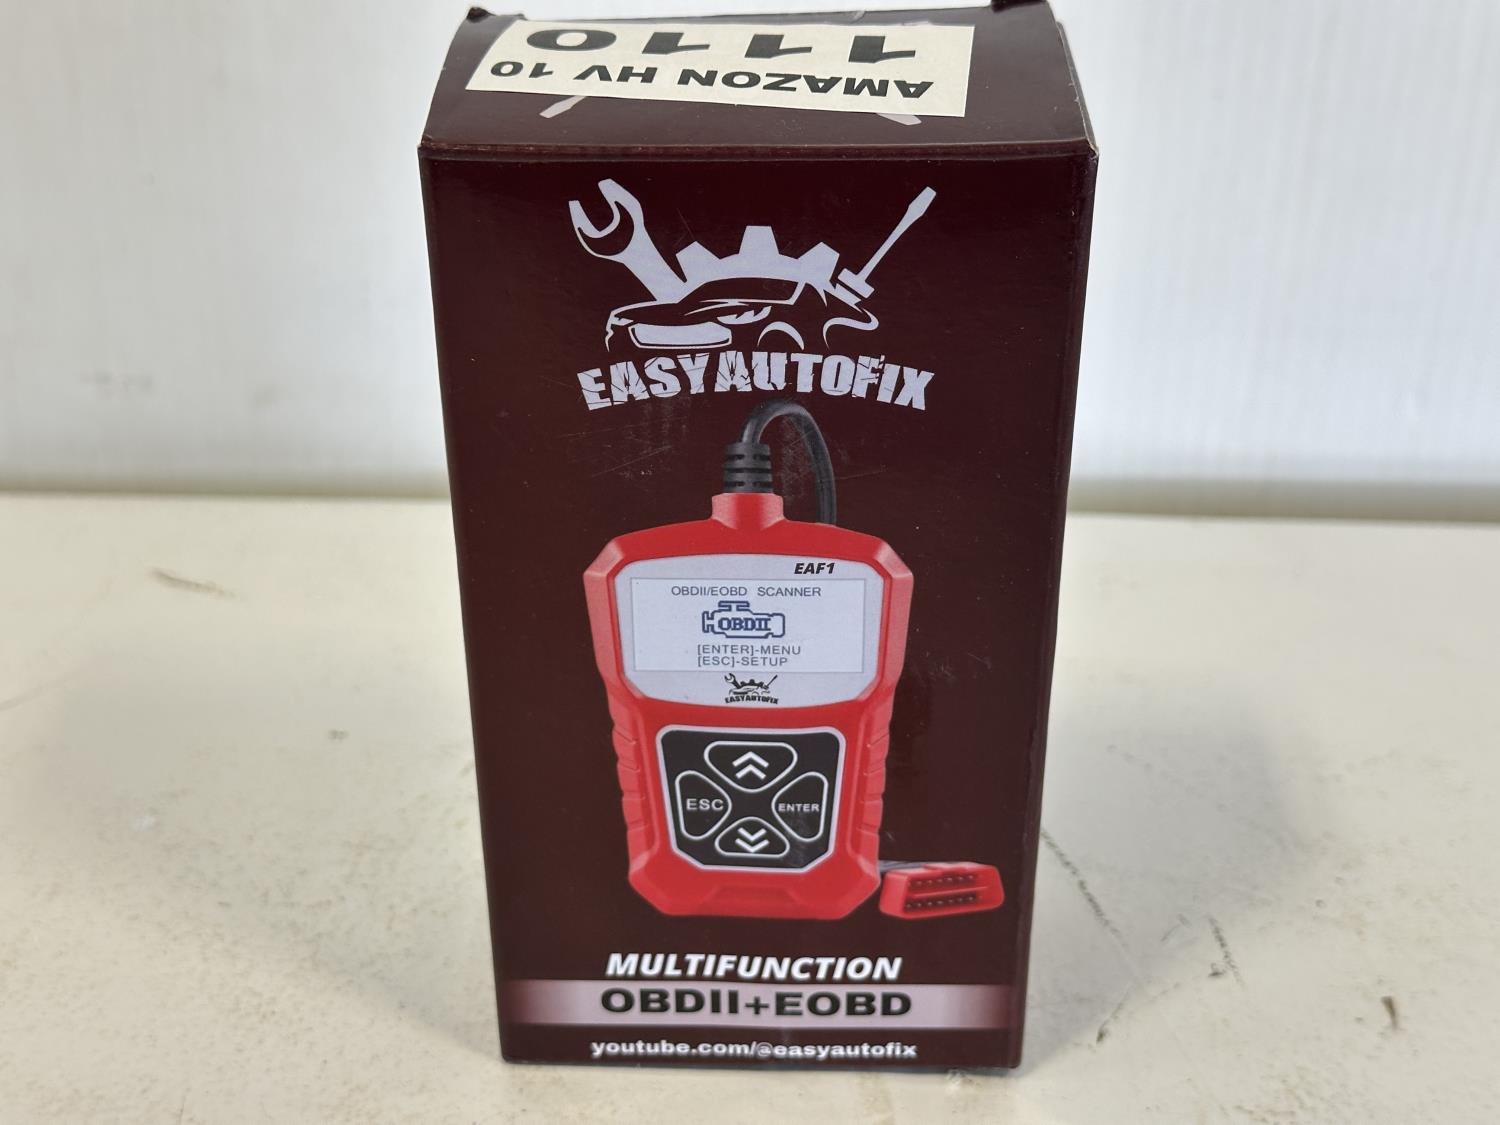 AMAZON HV 10
1110
EASYAUTOFIX
EAF1
OBDII/EOBD SCANNER
OBDII
[ENTER]-MENU
[ESC]-SETUP
EASYAUTOFIX
ESC
ENTER
MULTIFUNCTION
OBDII+EOBD
youtube.com/@easyautofix